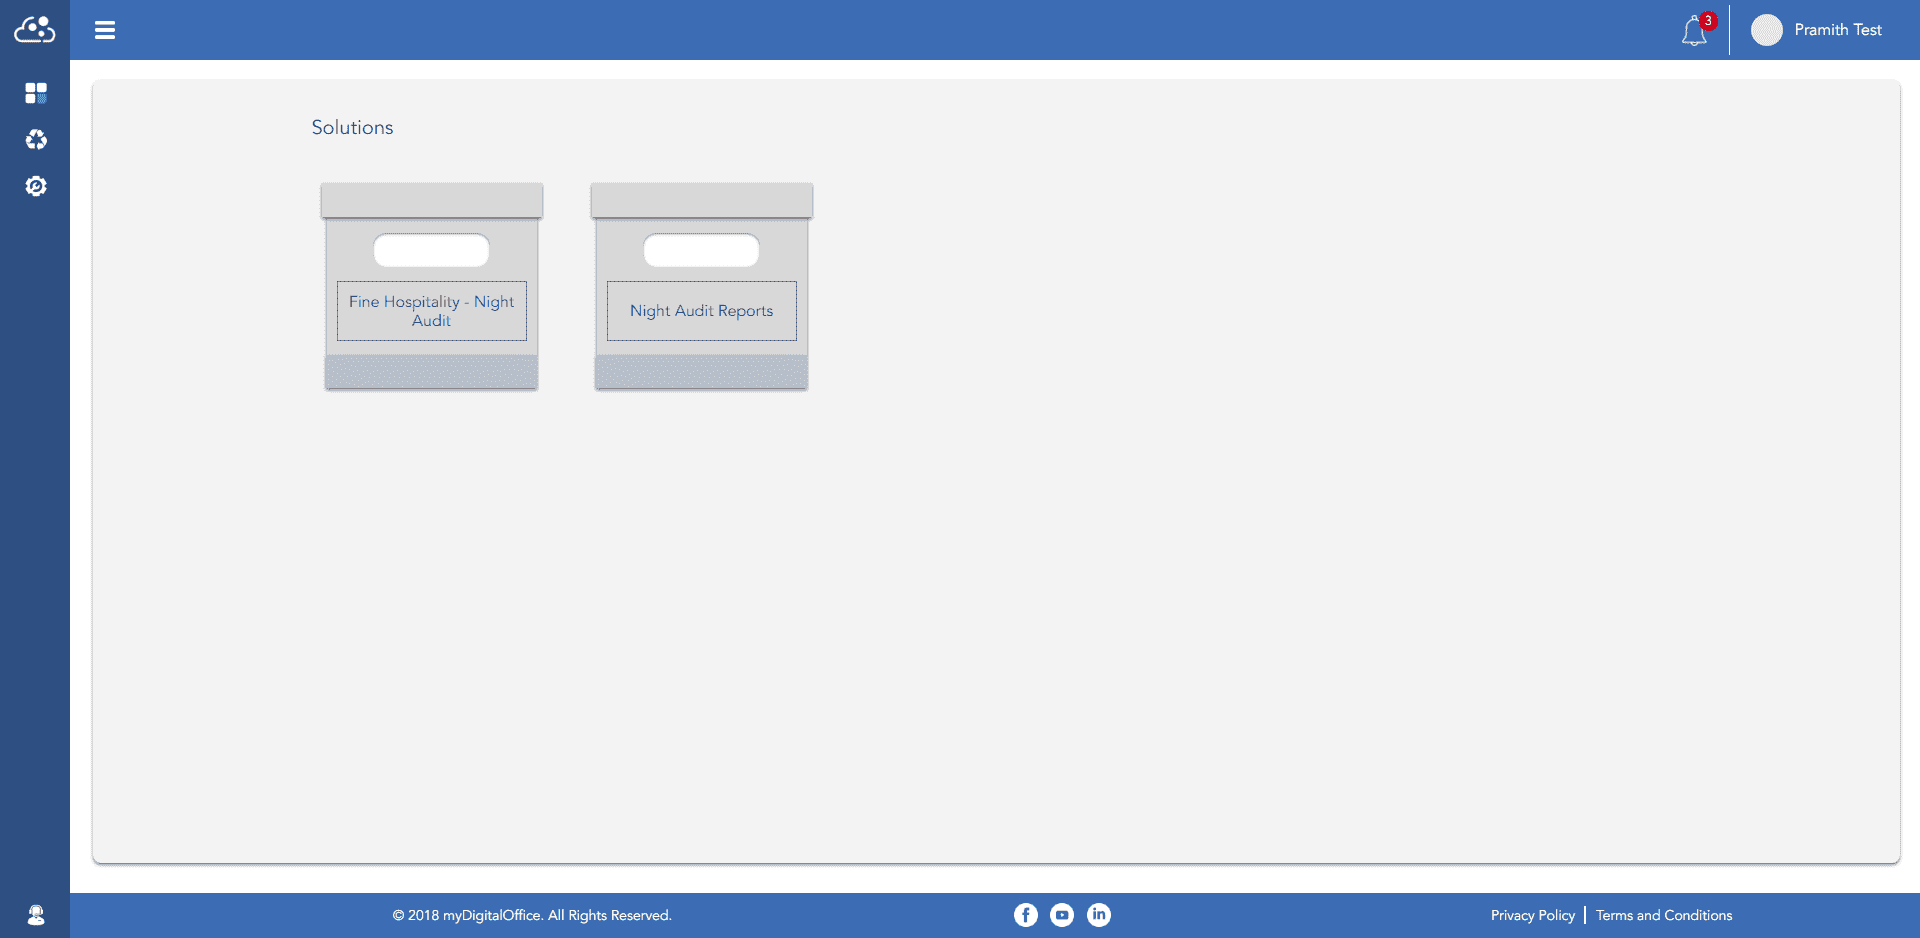 3
Pramith Test
Solutions
Fine Hospitality - Night
Audit
Night Audit Reports
© 2018 myDigitalOffice. All Rights Reserved.
Privacy Policy
Terms and Conditions